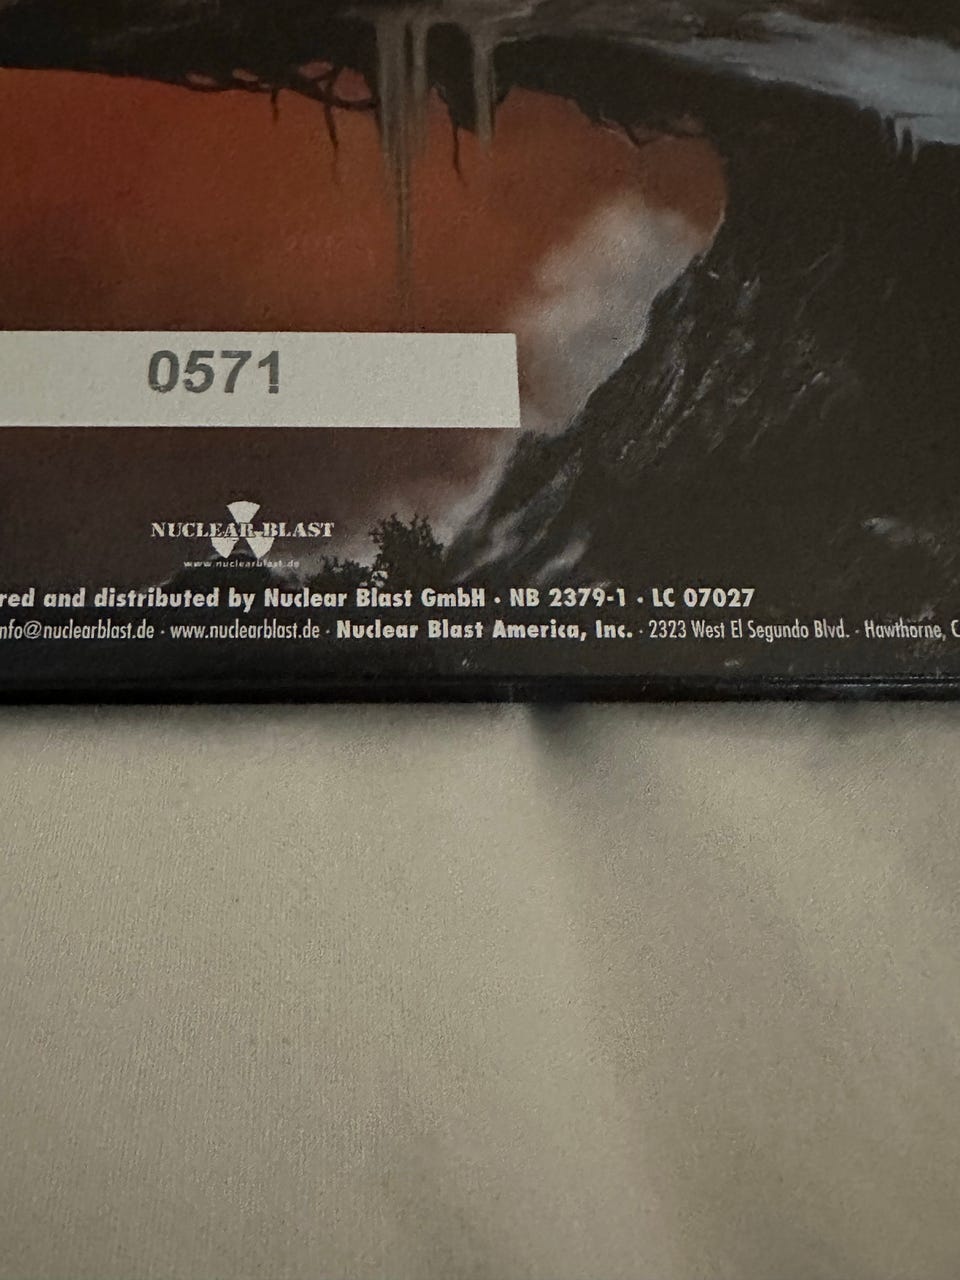 0571
NUCLEAR BLAST
www.nuclearblast.de
red and distributed by Nuclear Blast GmbH · NB 2379-1 · LC 07027
nfo@nuclearblast.de · www.nuclearblast.de · Nuclear Blast America, Inc. · 2323 West El Segundo Blvd. · Hawthorne, C